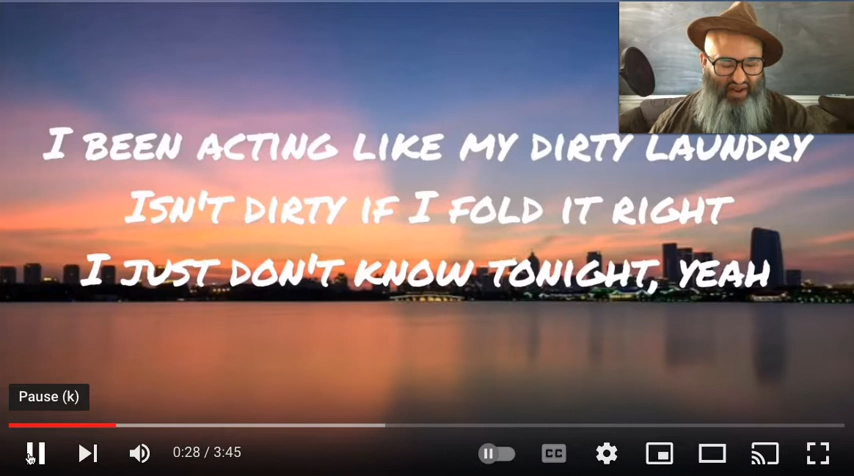 I BEEN ACTING LIKE MY DIRTY LAUNDRY
ISN'T DIRTY IF I FOLD IT RIGHT
I JUST DON'T KNOW TONIGHT, YEAH
Pause (k)
0:28 / 3:45
CC